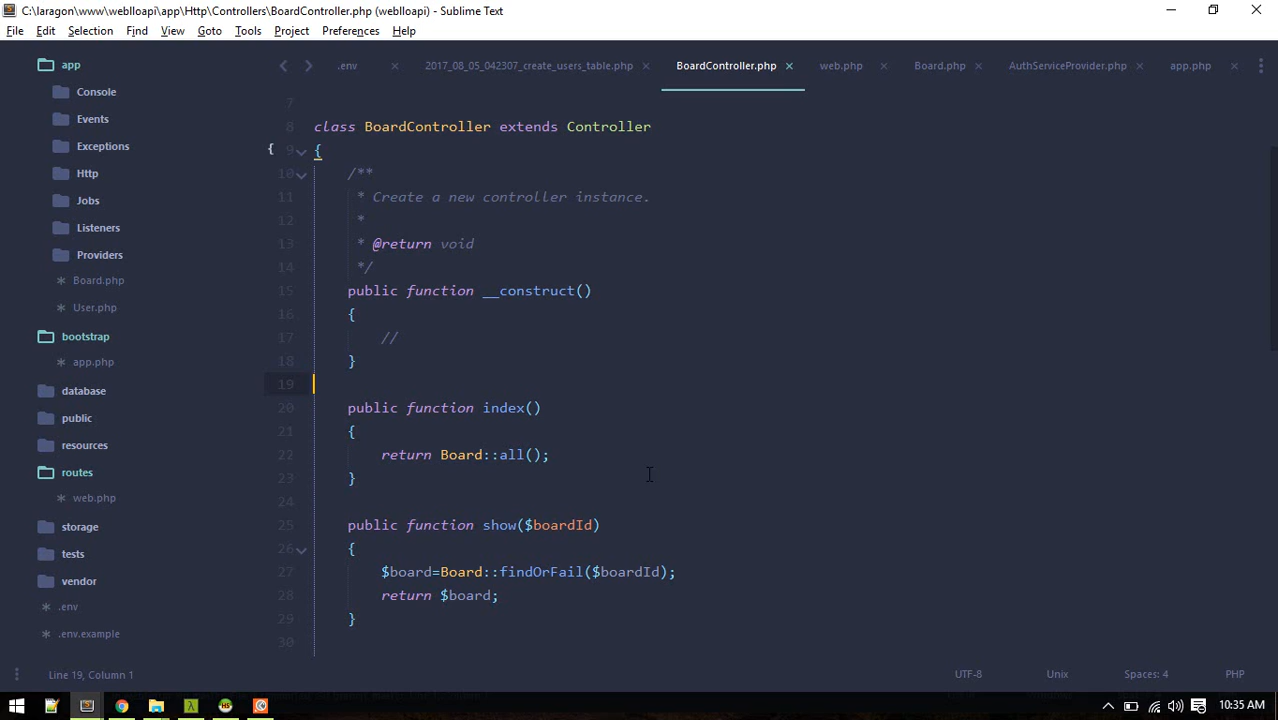 C:\laragon\www\weblloapi\app\Http\Controllers\BoardController.php (weblloapi) - Sublime Text
File Edit Selection Find View Goto Tools Project Preferences Help
app
Console
Events
Exceptions
Http
Jobs
Listeners
Providers
Board.php
User.php
bootstrap
app.php
database
public
resources
routes
web.php
storage
tests
vendor
.env
.env.example
.env 2017_08_05_042307_create_users_table.php BoardController.php web.php Board.php AuthServiceProvider.php app.php
7
8 class BoardController extends Controller
9 {
10 /**
11 * Create a new controller instance.
12 *
13 * @return void
14 */
15 public function __construct()
16 {
17 //
18 }
19
20 public function index()
21 {
22 return Board::all();
23 }
24
25 public function show($boardId)
26 {
27 $board=Board::findOrFail($boardId);
28 return $board;
29 }
30
Line 19, Column 1 UTF-8 Unix Spaces: 4 PHP
10:35 AM